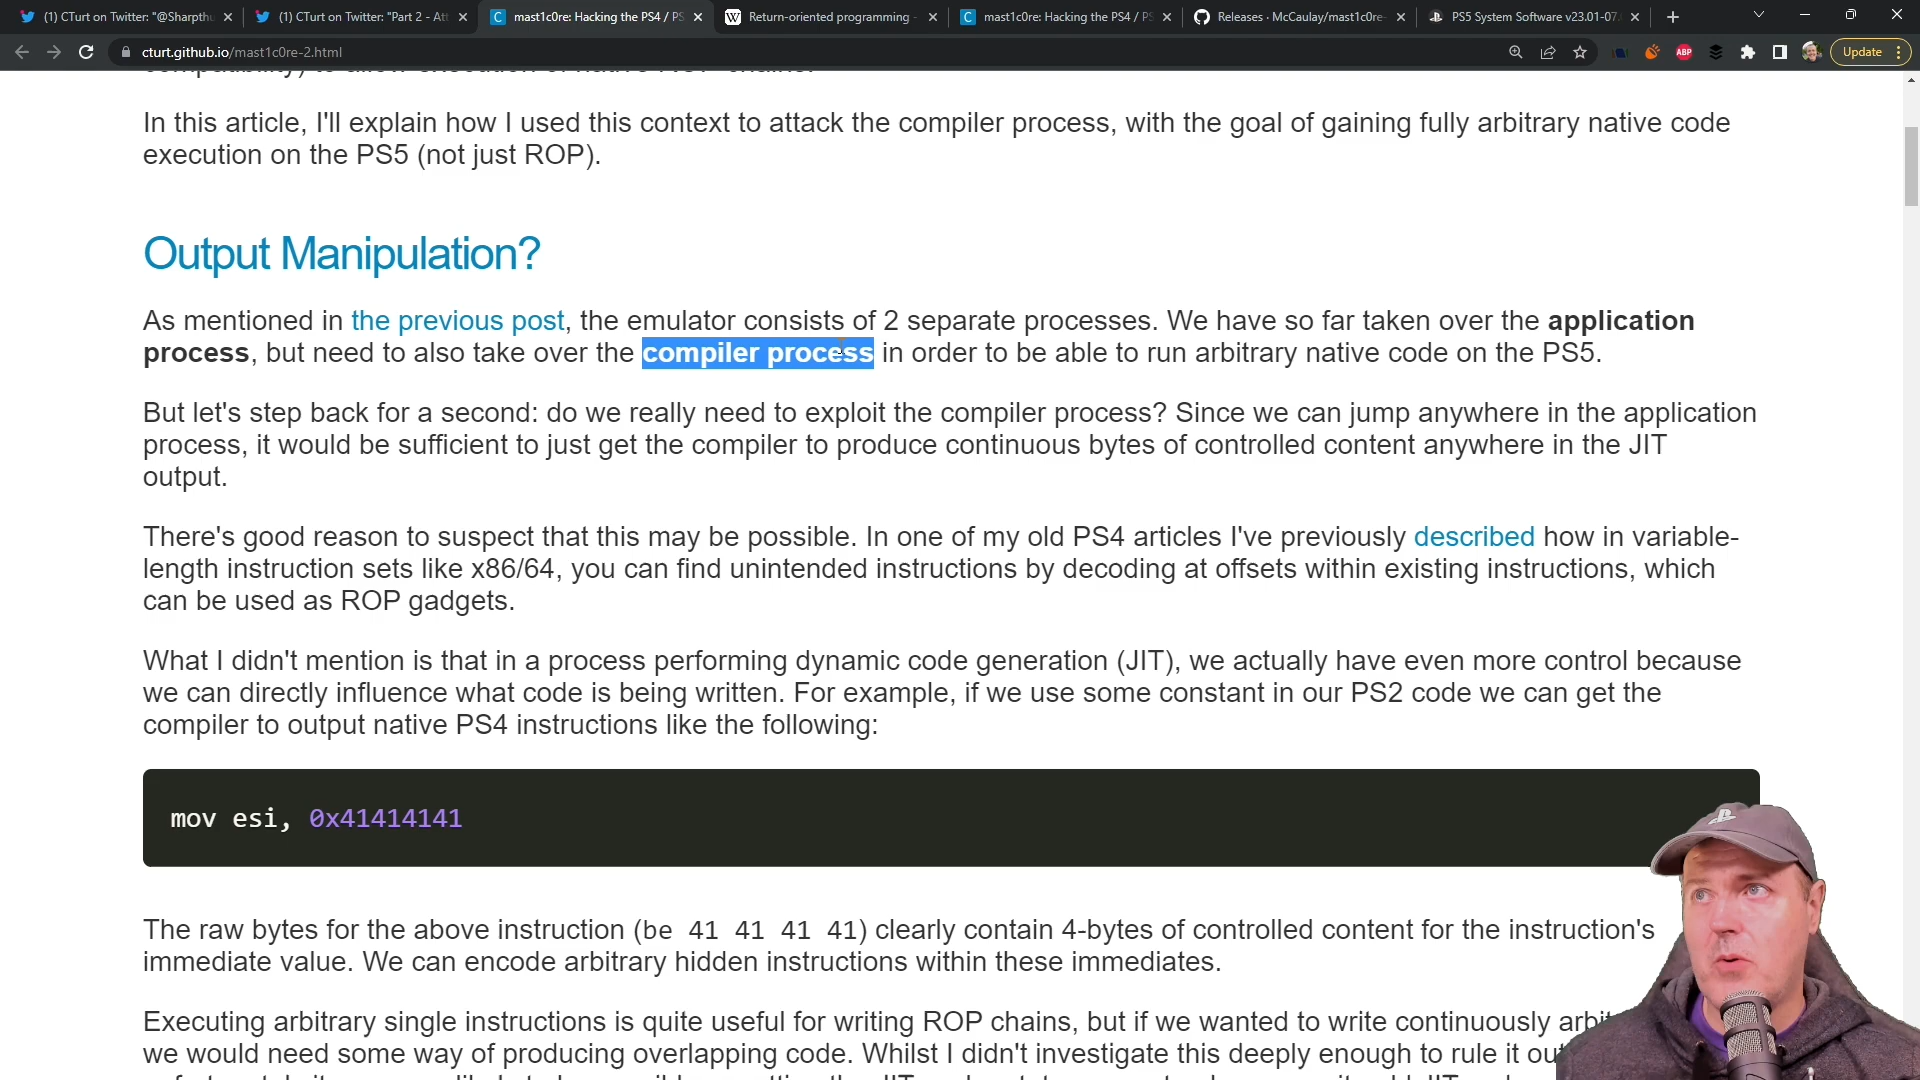 (1) CTurt on Twitter: "@Sharpthu
(1) CTurt on Twitter: "Part 2 - Att
mast1c0re: Hacking the PS4 / PS
Return-oriented programming -
mast1c0re: Hacking the PS4 / PS
Releases · McCaulay/mast1c0re-
PS5 System Software v23.01-07.
cturt.github.io/mast1c0re-2.html
ABP
Update
In this article, I'll explain how I used this context to attack the compiler process, with the goal of gaining fully arbitrary native code
execution on the PS5 (not just ROP).
Output Manipulation?
As mentioned in the previous post, the emulator consists of 2 separate processes. We have so far taken over the application
process, but need to also take over the compiler process in order to be able to run arbitrary native code on the PS5.
But let's step back for a second: do we really need to exploit the compiler process? Since we can jump anywhere in the application
process, it would be sufficient to just get the compiler to produce continuous bytes of controlled content anywhere in the JIT
output.
There's good reason to suspect that this may be possible. In one of my old PS4 articles I've previously described how in variable-
length instruction sets like x86/64, you can find unintended instructions by decoding at offsets within existing instructions, which
can be used as ROP gadgets.
What I didn't mention is that in a process performing dynamic code generation (JIT), we actually have even more control because
we can directly influence what code is being written. For example, if we use some constant in our PS2 code we can get the
compiler to output native PS4 instructions like the following:
mov esi, 0x41414141
The raw bytes for the above instruction (be 41 41 41 41) clearly contain 4-bytes of controlled content for the instruction's
immediate value. We can encode arbitrary hidden instructions within these immediates.
Executing arbitrary single instructions is quite useful for writing ROP chains, but if we wanted to write continuously
we would need some way of producing overlapping code. Whilst I didn't investigate this deeply enough to rule it out